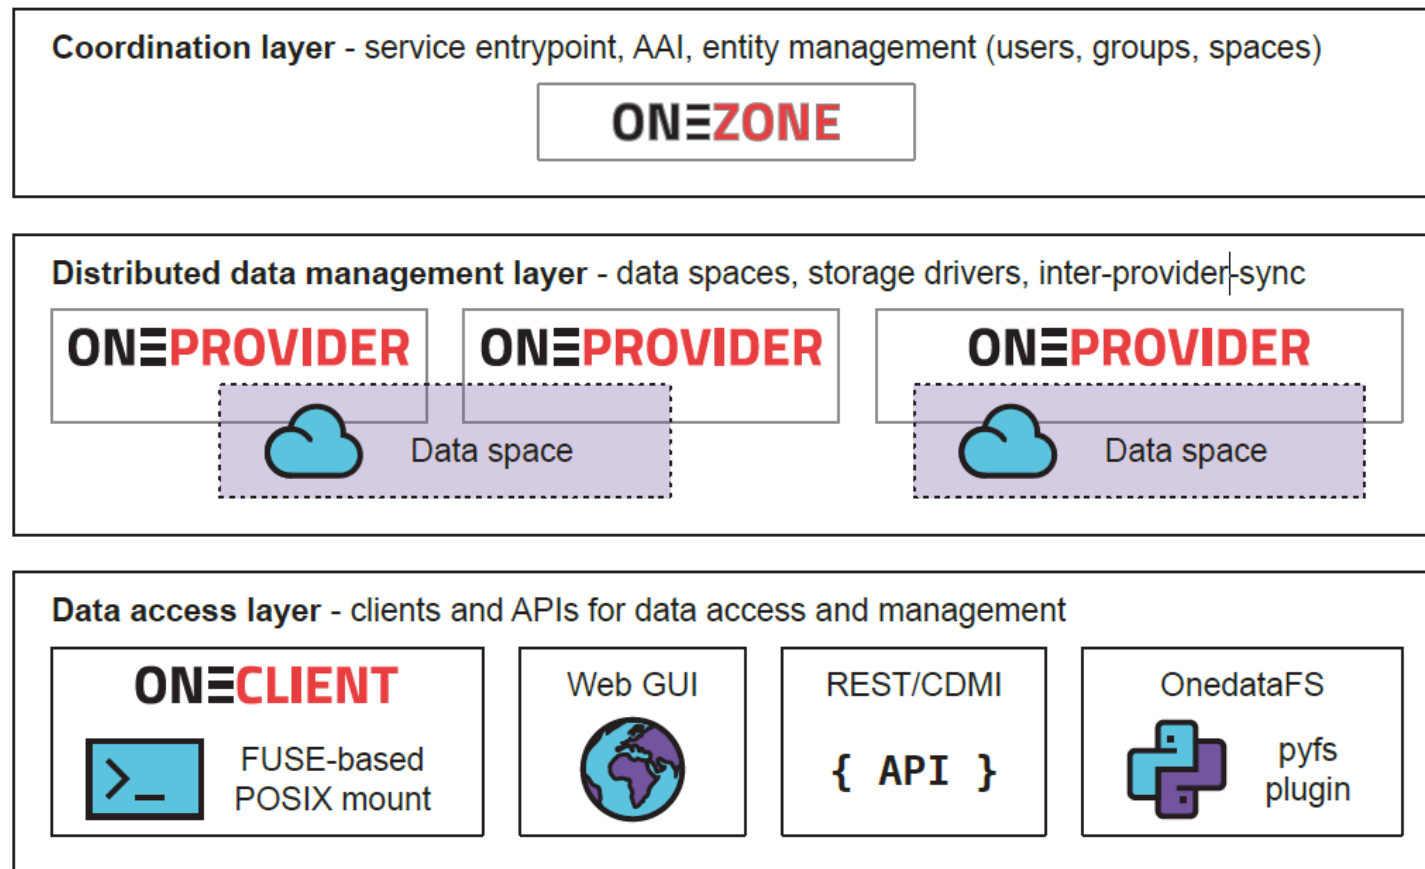 Coordination layer - service entrypoint, AAI, entity management (users, groups, spaces)
ONEZONE
Distributed data management layer - data spaces, storage drivers, inter-provider-sync
ONEPROVIDER
ONEPROVIDER
ONEPROVIDER
Data space
Data space
Data access layer - clients and APIs for data access and management
ONECLIENT
>_
FUSE-based
POSIX mount
Web GUI
REST/CDMI
{ API }
OnedataFS
pyfs
plugin